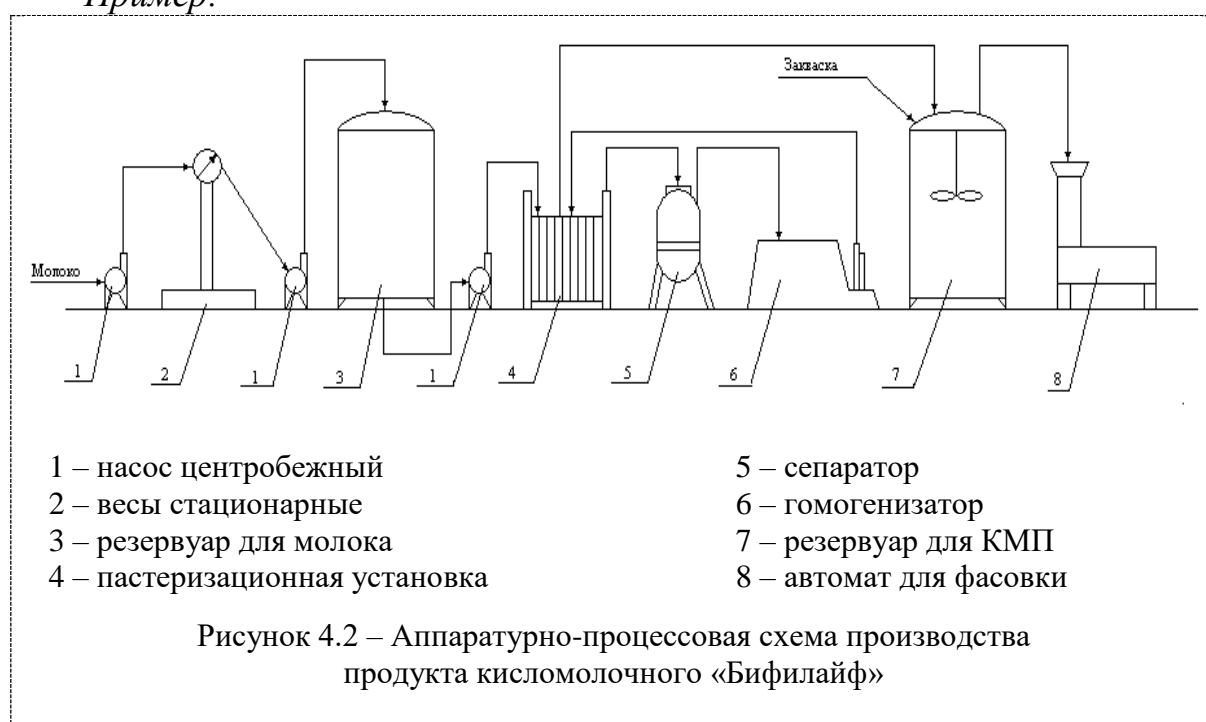 Пример:
Закваска
Молоко
1 2 1 3 1 4 5 6 7 8
1 – насос центробежный
2 – весы стационарные
3 – резервуар для молока
4 – пастеризационная установка
5 – сепаратор
6 – гомогенизатор
7 – резервуар для КМП
8 – автомат для фасовки
Рисунок 4.2 – Аппаратурно-процессовая схема производства
продукта кисломолочного «Бифилайф»